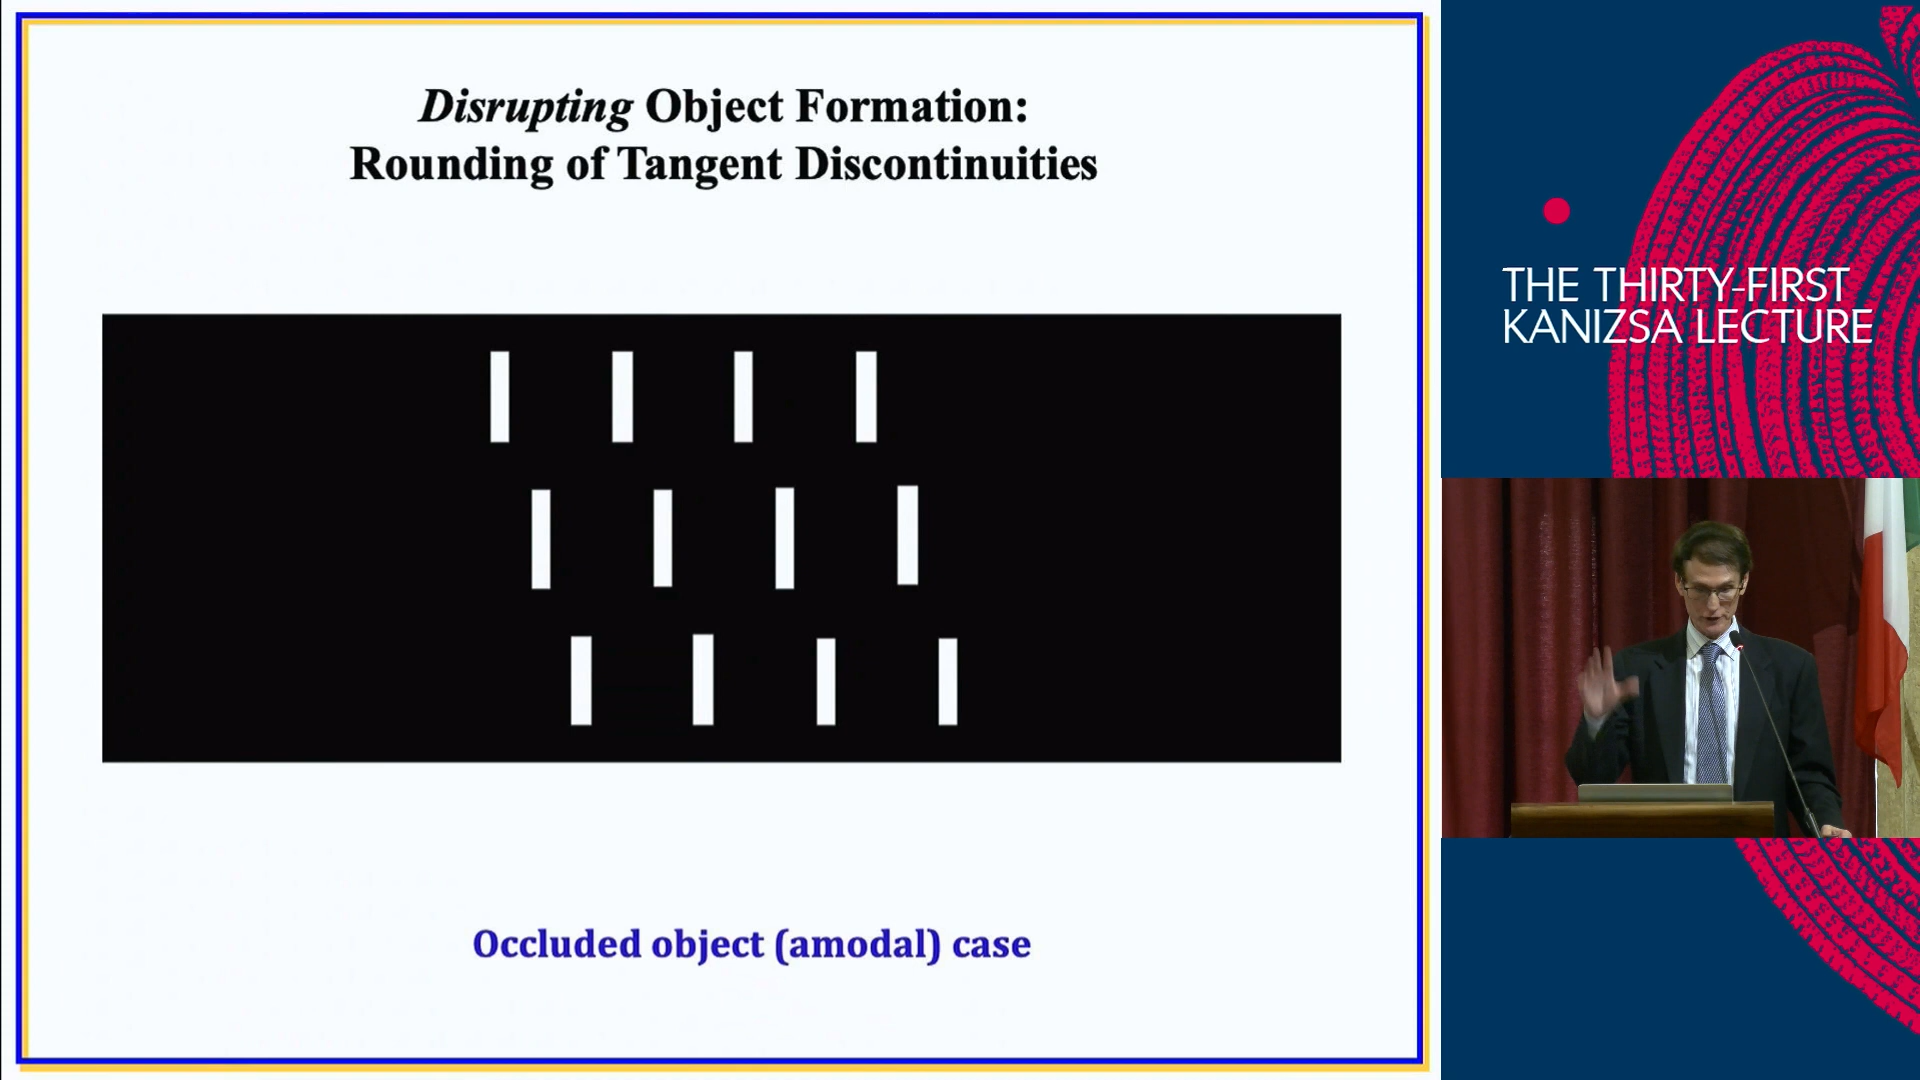 Disrupting Object Formation:
Rounding of Tangent Discontinuities
Occluded object (amodal) case
THE THIRTY-FIRST
KANIZSA LECTURE